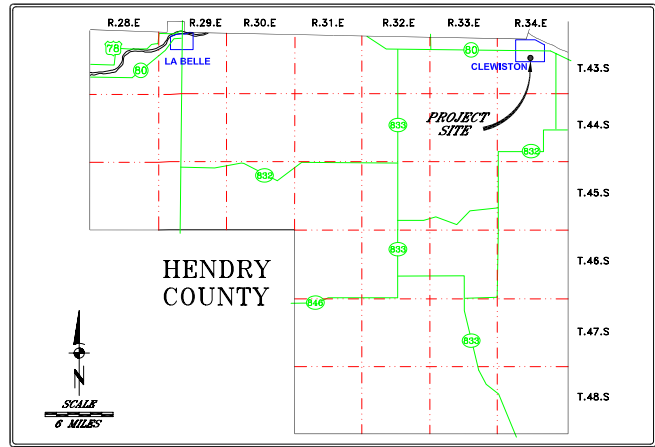 R.28.E R.29.E R.30.E R.31.E R.32.E R.33.E R.34.E
78
80
80
LA BELLE
CLEWISTON
T.43.S
PROJECT
SITE
833
T.44.S
832
832
T.45.S
833
T.46.S
HENDRY
COUNTY
846
T.47.S
833
N
T.48.S
SCALE
6 MILES